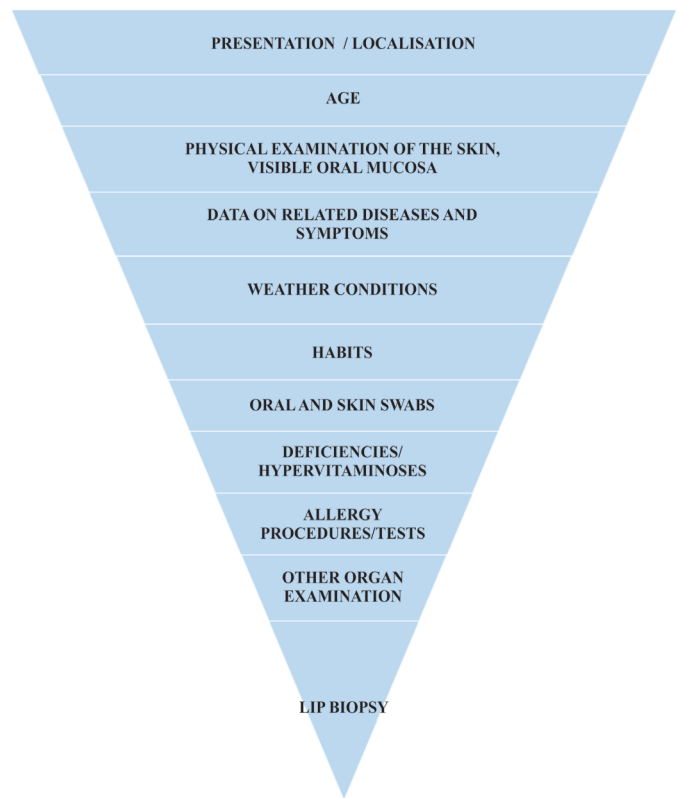 PRESENTATION / LOCALISATION
AGE
PHYSICAL EXAMINATION OF THE SKIN,
VISIBLE ORAL MUCOSA
DATA ON RELATED DISEASES AND
SYMPTOMS
WEATHER CONDITIONS
HABITS
ORAL AND SKIN SWABS
DEFICIENCIES/
HYPERVITAMINOSES
ALLERGY
PROCEDURES/TESTS
OTHER ORGAN
EXAMINATION
LIP BIOPSY